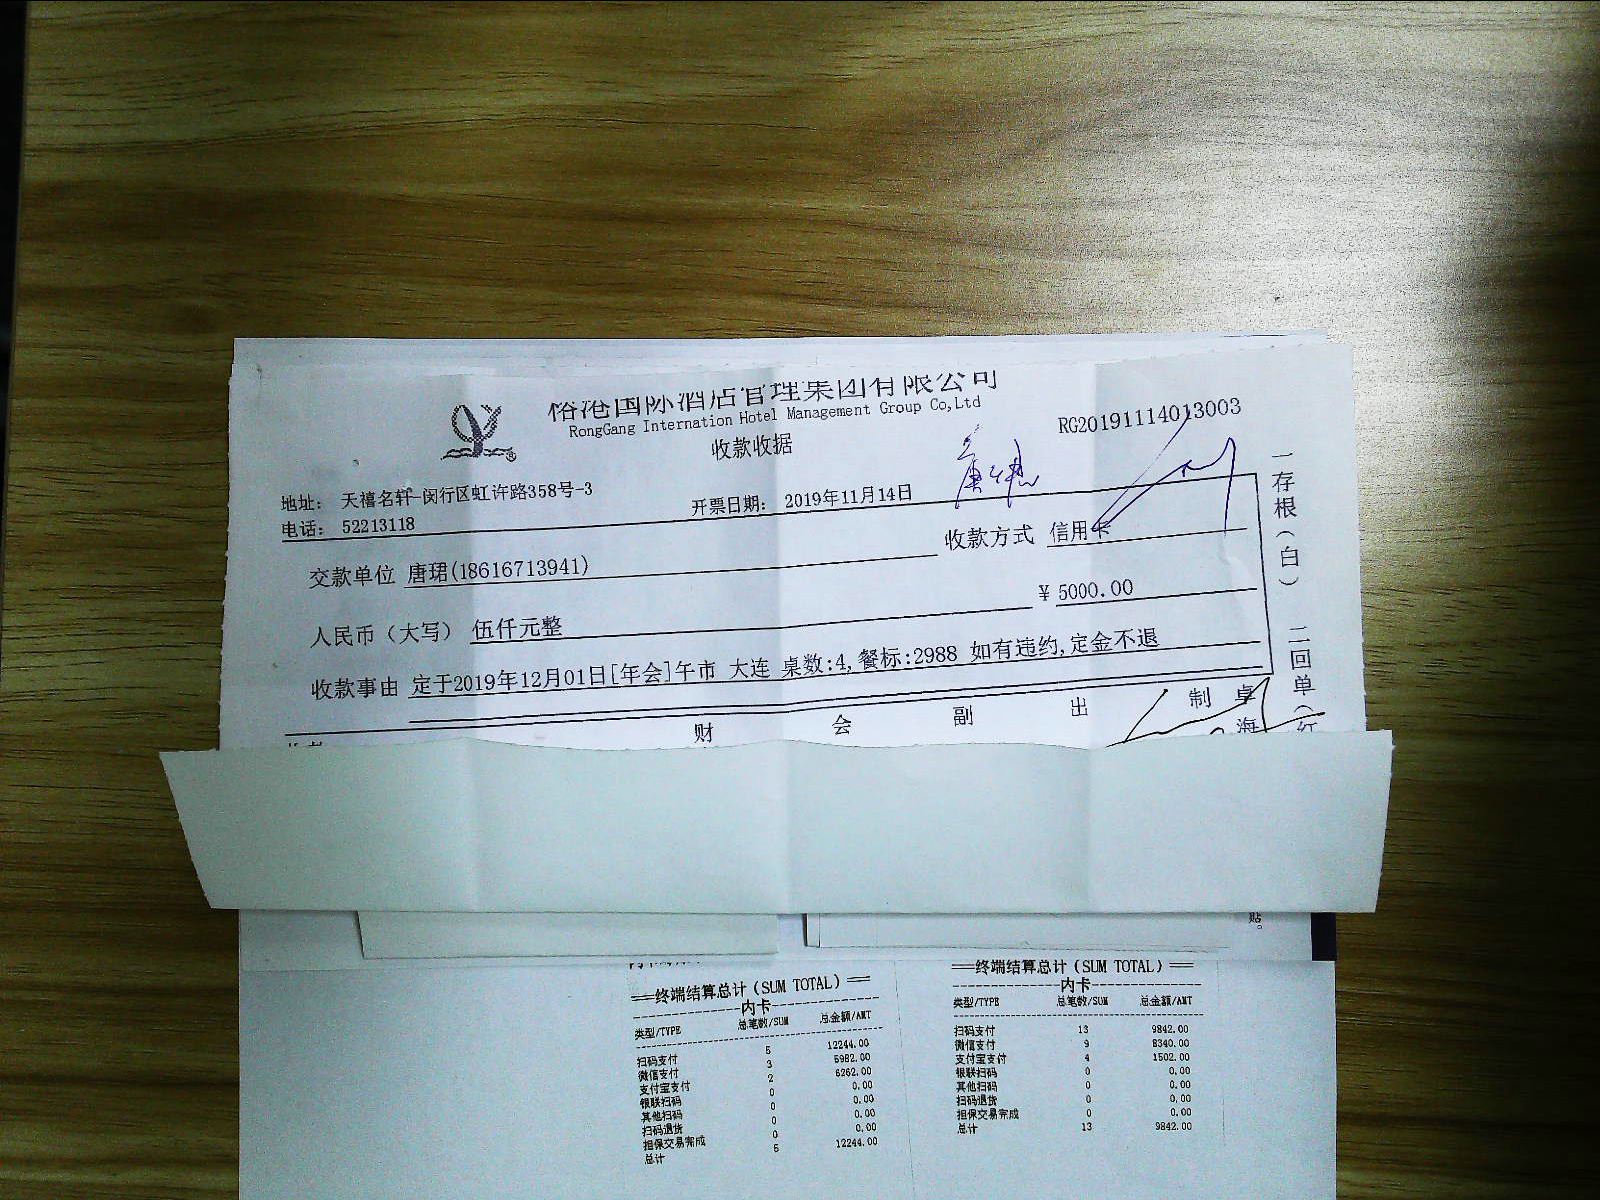 裕港国际酒店管理集团有限公司
RongGang Internation Hotel Management Group Co,Ltd
收款收据
RG20191114013003
地址： 天禧名轩-闵行区虹许路358号-3
电话： 52213118
开票日期： 2019年11月14日
收款方式 信用卡
交款单位 唐珺(18616713941)
¥ 5000.00
人民币（大写） 伍仟元整
收款事由 定于2019年12月01日[年会]午市 大连 桌数:4,餐标:2988 如有违约,定金不退
财 会 副 出 制 卓
海
一存根（白） 二回单（红
贴。
==终端结算总计(SUM TOTAL)==
内卡
类型/TYPE 总笔数/SUM 总金额/AMT
扫码支付 5 12244.00
微信支付 3 5982.00
支付宝支付 2 6262.00
银联扫码 0 0.00
其他扫码 0 0.00
扫码退货 0 0.00
担保交易完成 0 0.00
总计 5 12244.00
==终端结算总计(SUM TOTAL)==
内卡
类型/TYPE 总笔数/SUM 总金额/AMT
扫码支付 13 9842.00
微信支付 9 8340.00
支付宝支付 4 1502.00
银联扫码 0 0.00
其他扫码 0 0.00
扫码退货 0 0.00
担保交易完成 0 0.00
总计 13 9842.00